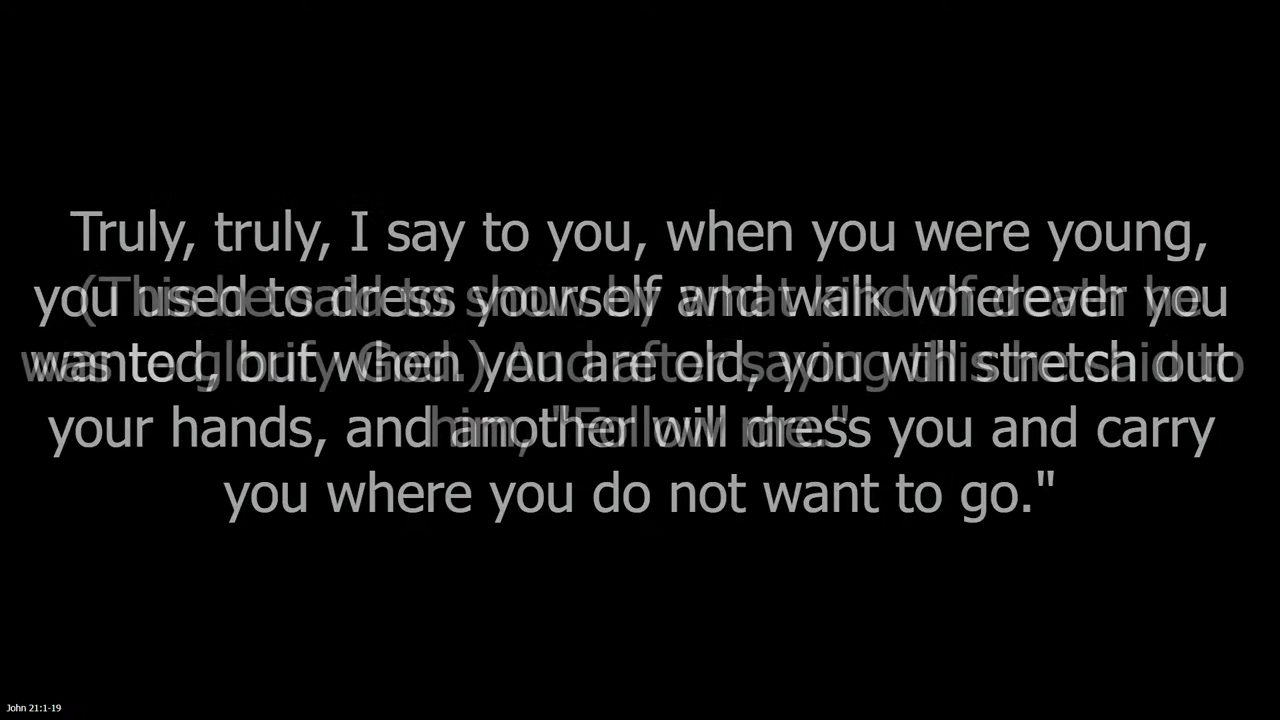 Truly, truly, I say to you, when you were young,
you used to dress yourself and walk wherever you
wanted, but when you are old, you will stretch out
your hands, and another will dress you and carry
you where you do not want to go."
(This he said to show by what kind of death he
was glorify God.) And after saying this he said to
him, "Follow me."
John 21:1-19